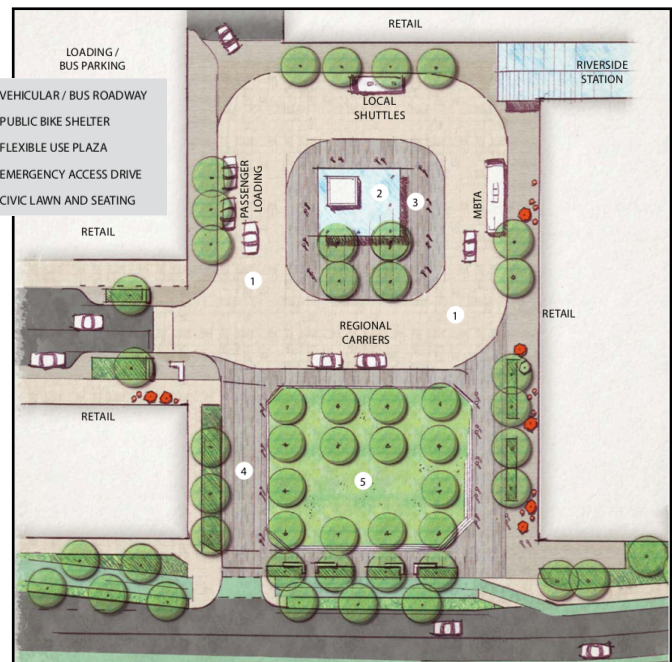 RETAIL
LOADING /
BUS PARKING
RIVERSIDE
STATION
VEHICULAR / BUS ROADWAY
PUBLIC BIKE SHELTER
FLEXIBLE USE PLAZA
EMERGENCY ACCESS DRIVE
CIVIC LAWN AND SEATING
LOCAL
SHUTTLES
PASSENGER
LOADING
2
3
MBTA
RETAIL
1
1
REGIONAL
CARRIERS
RETAIL
RETAIL
4
5